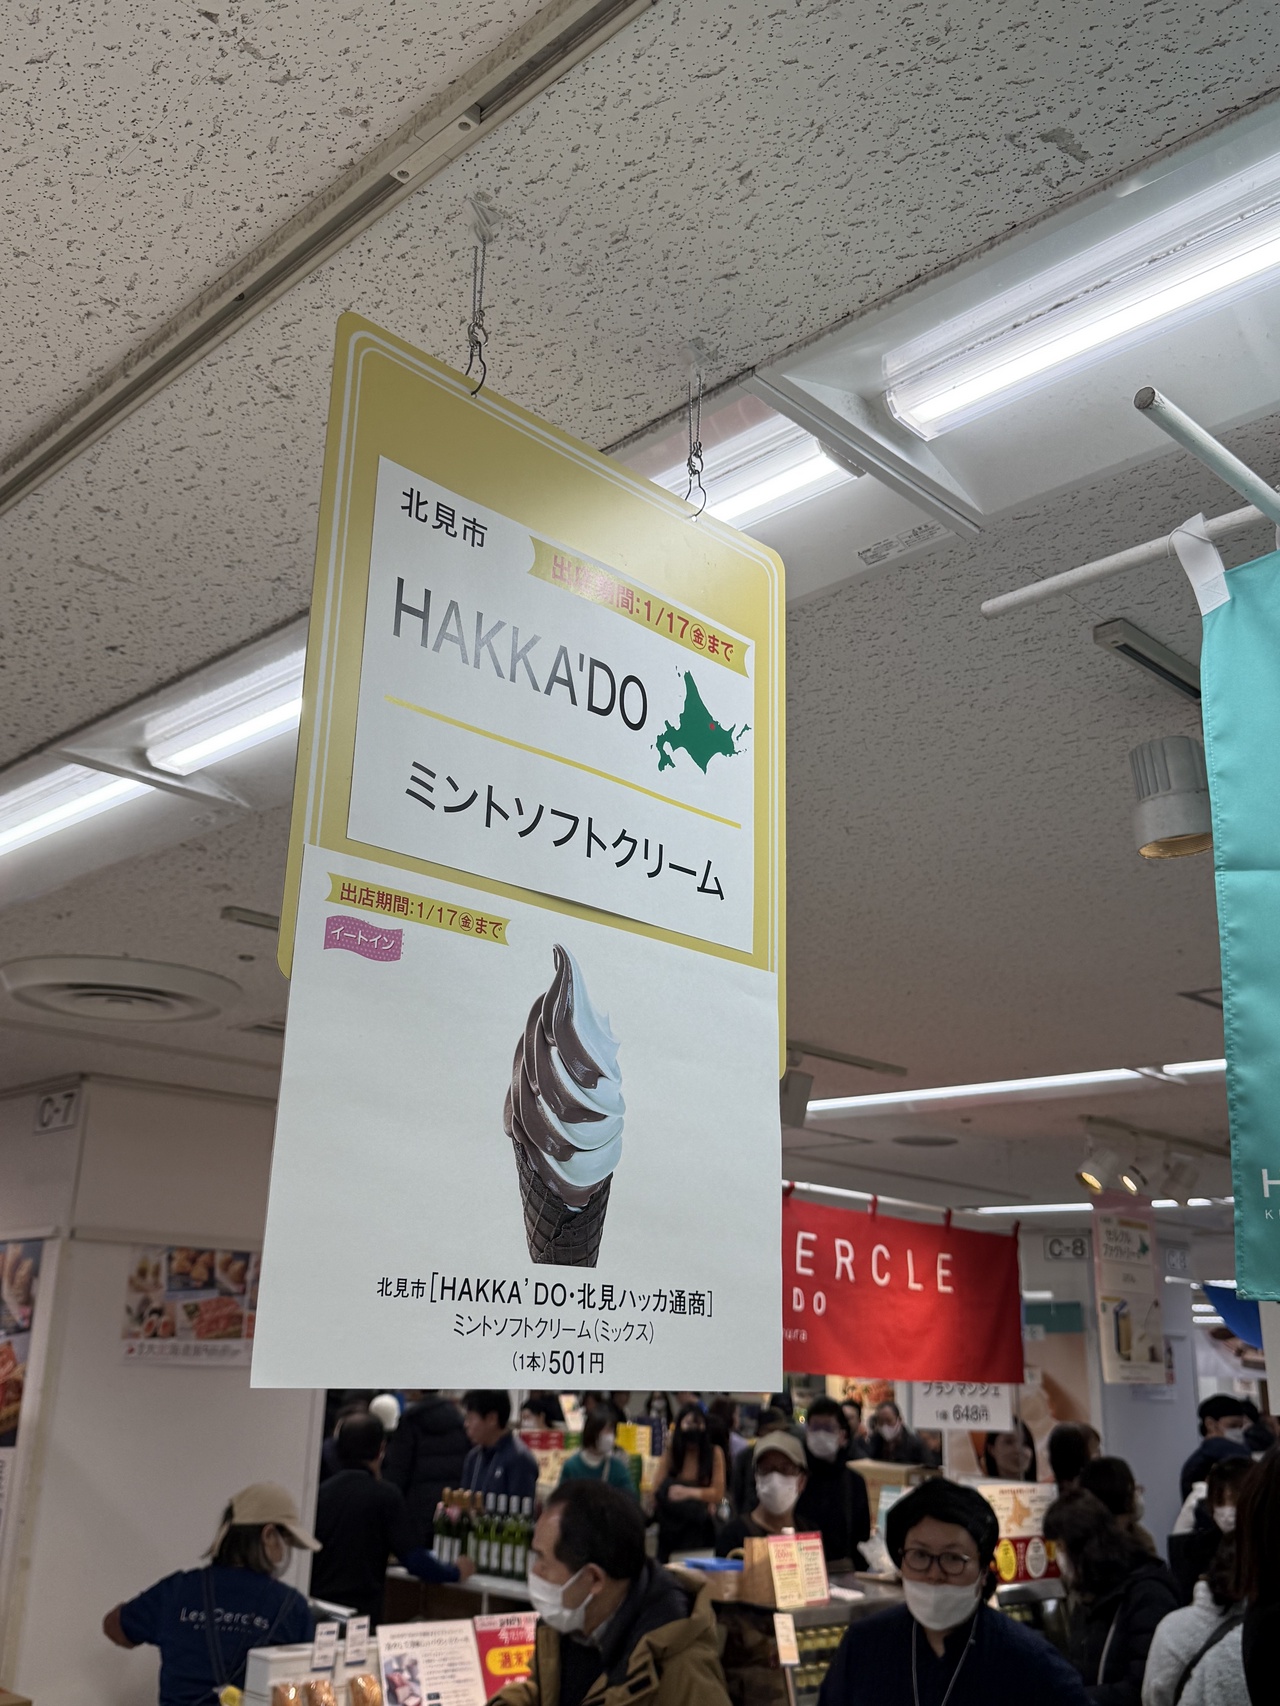 北見市
出店期間:1/17㊎まで
HAKKA'DO
ミントソフトクリーム
出店期間:1/17㊎まで
イートイン
北見市[HAKKA'DO・北見ハッカ通商]
ミントソフトクリーム(ミックス)
(1本)501円
C-7
ERCLE
DO
ura
C-8
ブランマンジェ
648円
Les Cercles
H
K